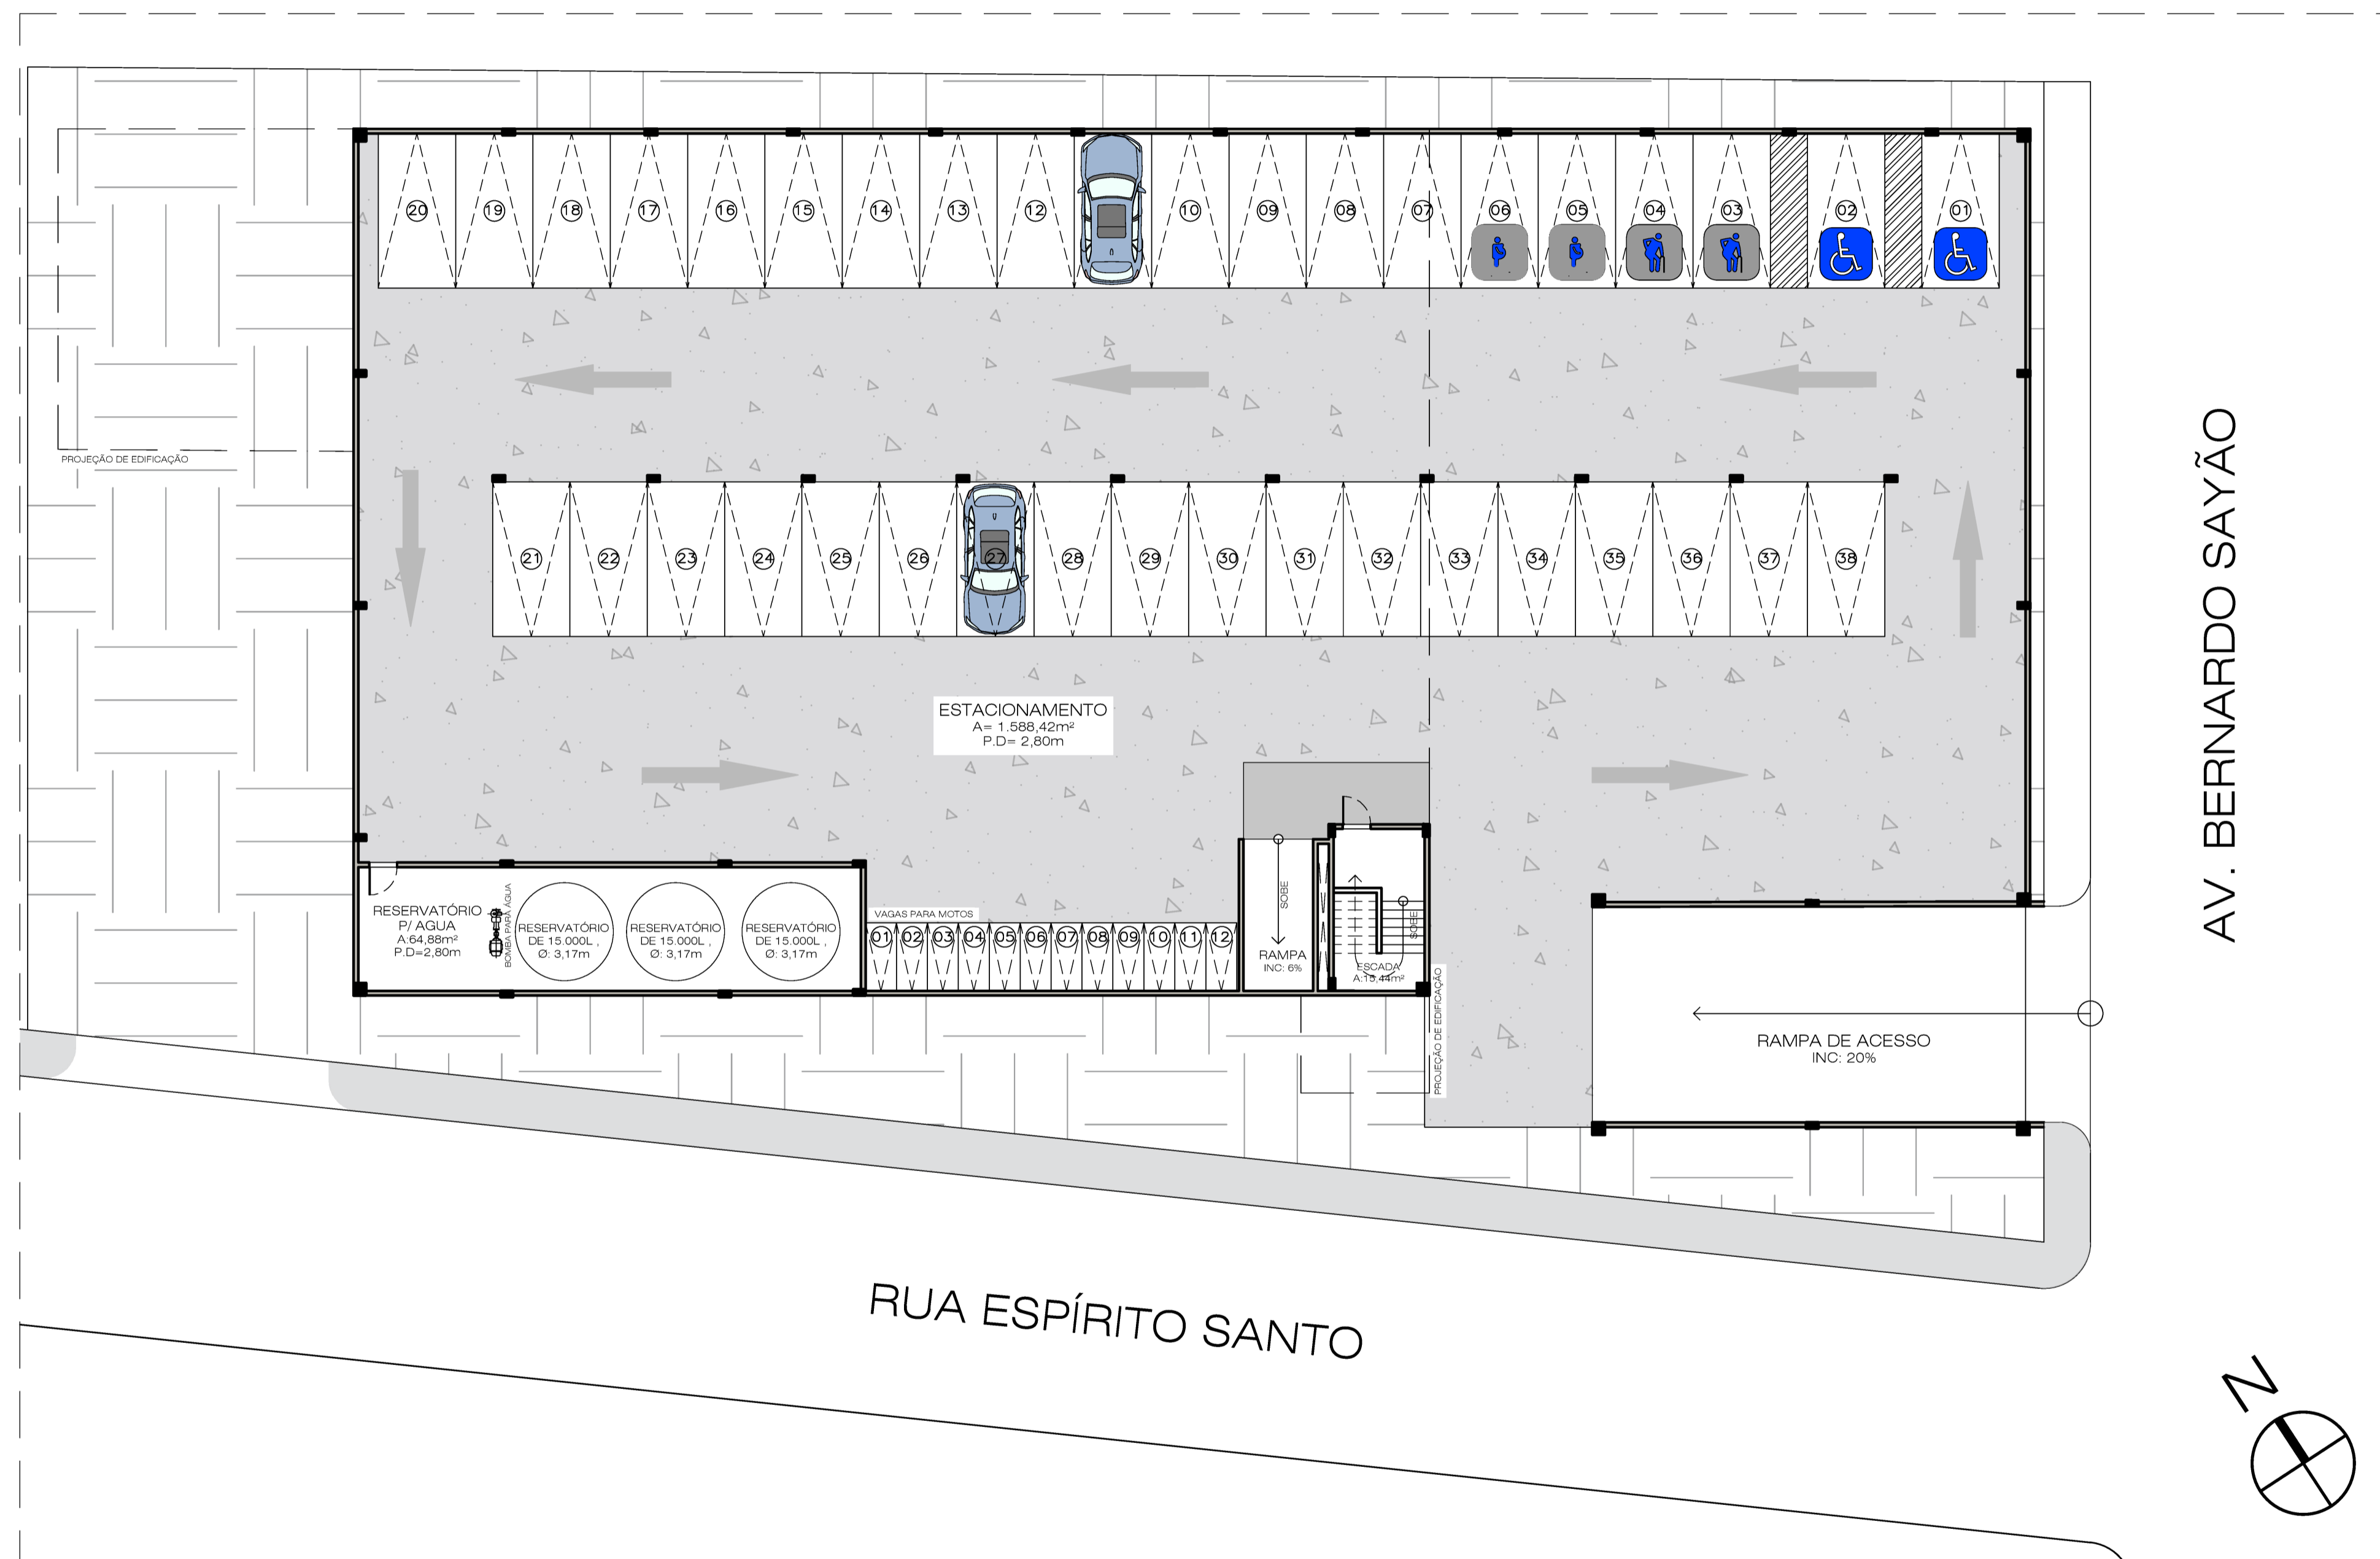 20
19
18
17
16
15
14
13
12
10
09
08
07
06
05
04
03
02
01
PROJEÇÃO DE EDIFICAÇÃO
21
22
23
24
25
26
27
28
29
30
31
32
33
34
35
36
37
38
AV. BERNARDO SAYÃO
ESTACIONAMENTO
A= 1.588,42m²
P.D= 2,80m
RESERVATÓRIO
P/ AGUA
A:64,88m²
P.D=2,80m
BOMBA PARA ÁGUA
RESERVATÓRIO
DE 15.000L ,
Ø: 3,17m
RESERVATÓRIO
DE 15.000L ,
Ø: 3,17m
RESERVATÓRIO
DE 15.000L ,
Ø: 3,17m
VAGAS PARA MOTOS
01
02
03
04
05
06
07
08
09
10
11
12
SOBE
RAMPA
INC: 6%
SOBE
ESCADA
A:15,44m²
PROJEÇÃO DE EDIFICAÇÃO
RAMPA DE ACESSO
INC: 20%
RUA ESPÍRITO SANTO
N